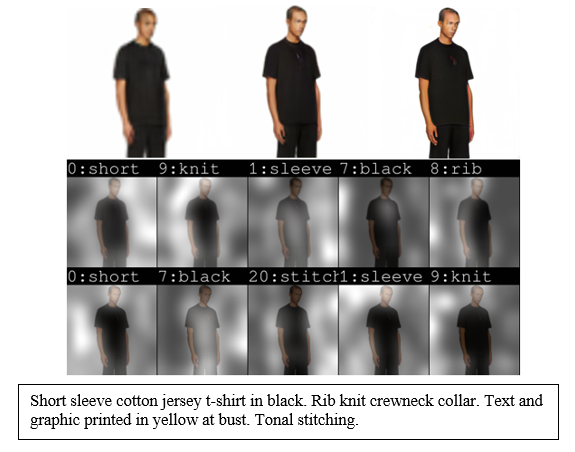 0:short 9:knit 1:sleeve 7:black 8:rib
0:short 7:black 20:stitch 1:sleeve 9:knit
Short sleeve cotton jersey t-shirt in black. Rib knit crewneck collar. Text and
graphic printed in yellow at bust. Tonal stitching.